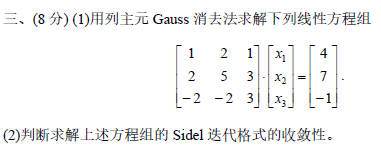 三、(8 分) (1)用列主元 Gauss 消去法求解下列线性方程组
[ 1 2 1 ] [ x₁ ] [ 4 ]
[ 2 5 3 ] · [ x₂ ] = [ 7 ] .
[ -2 -2 3 ] [ x₃ ] [ -1 ]
(2)判断求解上述方程组的 Sidel 迭代格式的收敛性。